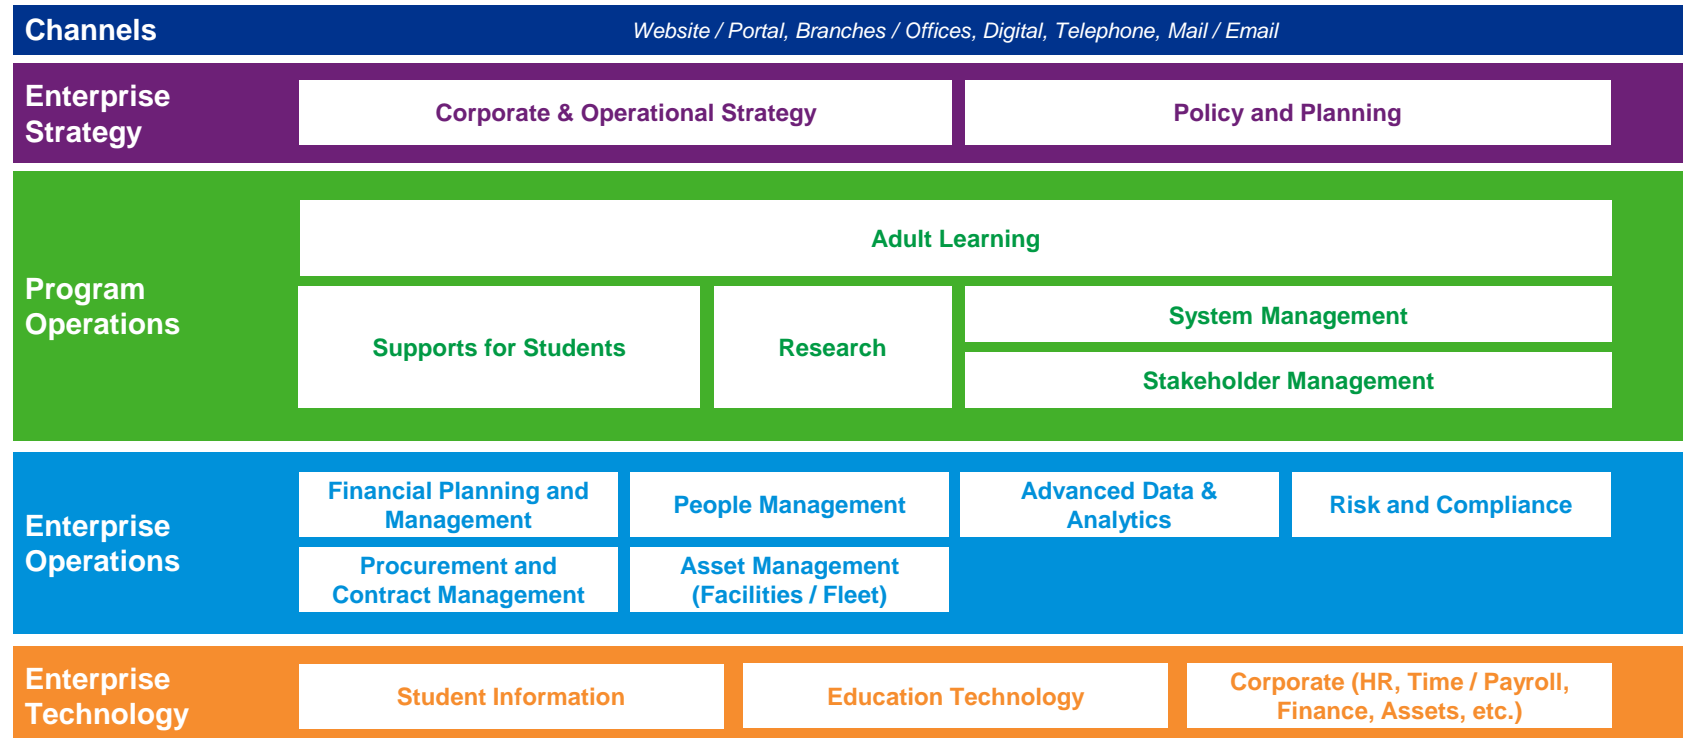 Channels
Website / Portal, Branches / Offices, Digital, Telephone, Mail / Email
Enterprise
Strategy
Corporate & Operational Strategy
Policy and Planning
Program
Operations
Adult Learning
Supports for Students
Research
System Management
Stakeholder Management
Enterprise
Operations
Financial Planning and
Management
People Management
Advanced Data &
Analytics
Risk and Compliance
Procurement and
Contract Management
Asset Management
(Facilities / Fleet)
Enterprise
Technology
Student Information
Education Technology
Corporate (HR, Time / Payroll,
Finance, Assets, etc.)